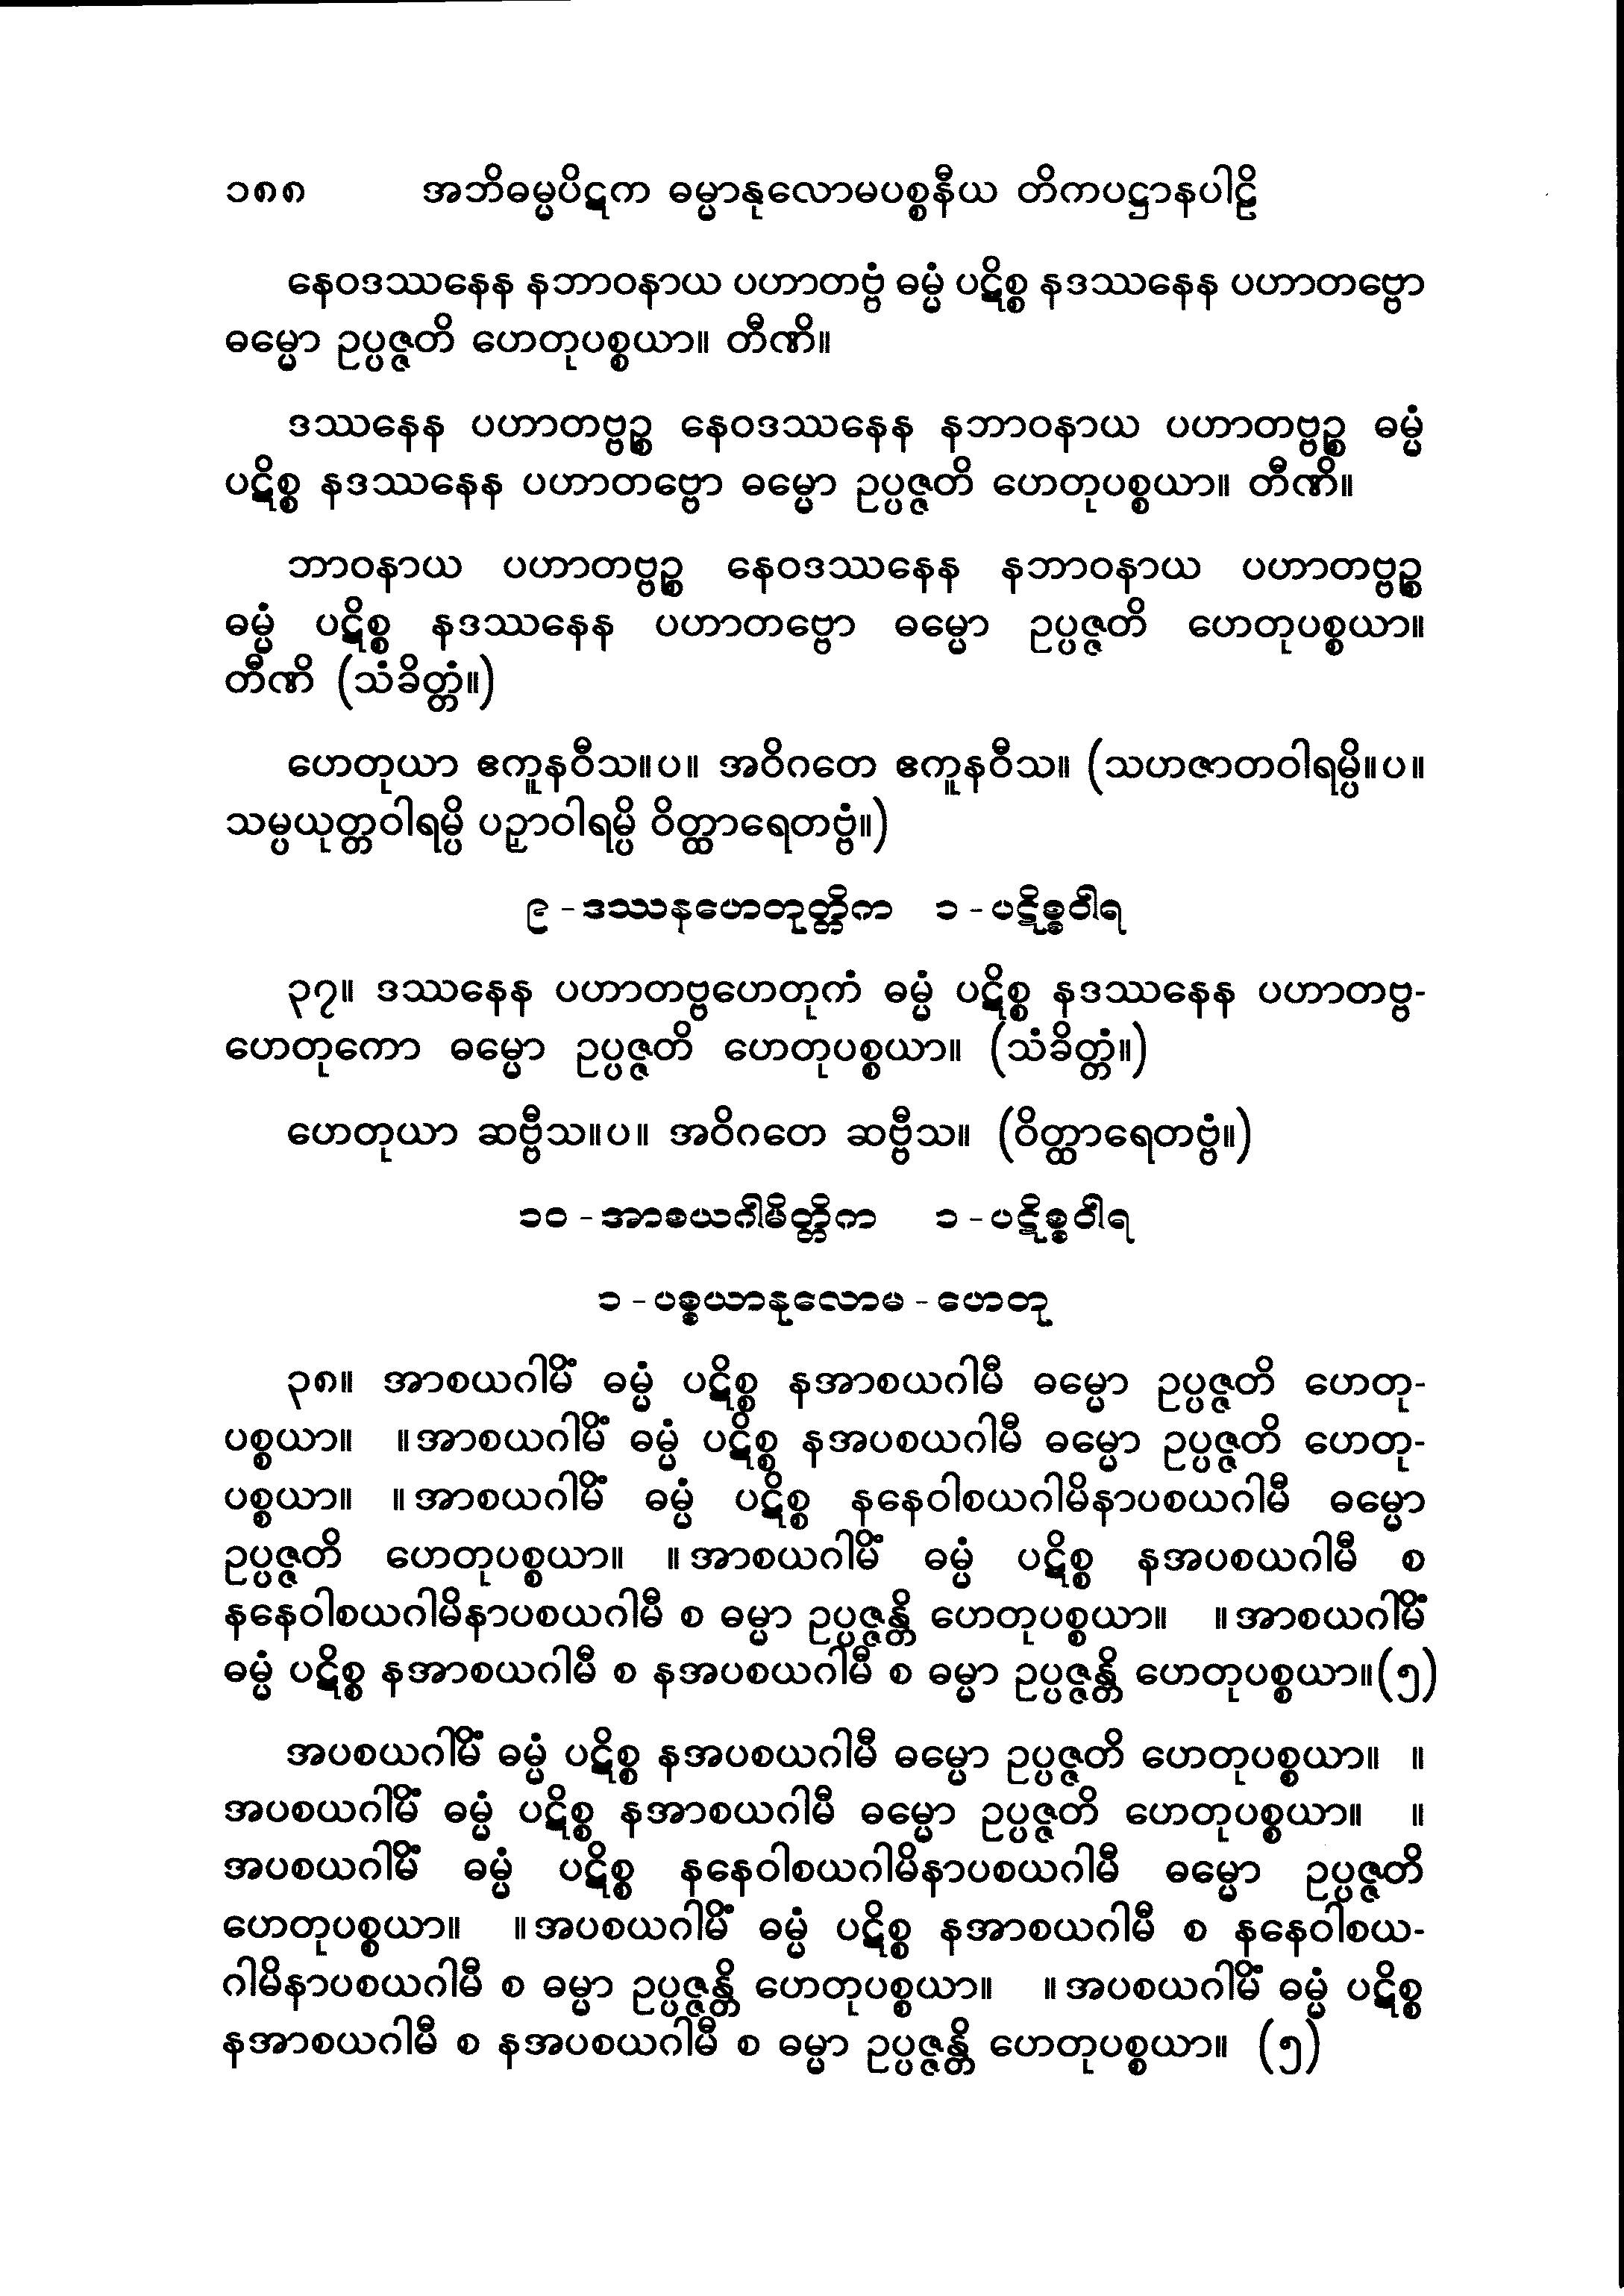 ၁၈၈ အဘိဓမ္မပိဋက ဓမ္မာနုလောမပစ္စနီယ တိကပဋ္ဌာနပါဠိ
နေဝဒဿနေန နဘာဝနာယ ပဟာတဗ္ဗံ ဓမ္မံ ပဋိစ္စ နဒဿနေန ပဟာတဗ္ဗော
ဓမ္မော ဥပ္ပဇ္ဇတိ ဟေတုပစ္စယာ။ တီဏိ။
ဒဿနေန ပဟာတဗ္ဗဉ္စ နေဝဒဿနေန နဘာဝနာယ ပဟာတဗ္ဗဉ္စ ဓမ္မံ
ပဋိစ္စ နဒဿနေန ပဟာတဗ္ဗော ဓမ္မော ဥပ္ပဇ္ဇတိ ဟေတုပစ္စယာ။ တီဏိ။
ဘာဝနာယ ပဟာတဗ္ဗဉ္စ နေဝဒဿနေန နဘာဝနာယ ပဟာတဗ္ဗဉ္စ
ဓမ္မံ ပဋိစ္စ နဒဿနေန ပဟာတဗ္ဗော ဓမ္မော ဥပ္ပဇ္ဇတိ ဟေတုပစ္စယာ။
တီဏိ (သံခိတ္တံ။)
ဟေတုယာ ဧကူနဝီသ။ပ။ အဝိဂတေ ဧကူနဝီသ။ (သဟဇာတဝါရမ္ပိ။ပ။
သမ္ပယုတ္တဝါရမ္ပိ ပဉှာဝါရမ္ပိ ဝိတ္ထာရေတဗ္ဗံ။)
၉ - ဒဿနဟေတုတ္တိက ၁ - ပဋိစ္စဝါရ
၃၇။ ဒဿနေန ပဟာတဗ္ဗဟေတုကံ ဓမ္မံ ပဋိစ္စ နဒဿနေန ပဟာတဗ္ဗ-
ဟေတုကော ဓမ္မော ဥပ္ပဇ္ဇတိ ဟေတုပစ္စယာ။ (သံခိတ္တံ။)
ဟေတုယာ ဆဗ္ဗီသ။ပ။ အဝိဂတေ ဆဗ္ဗီသ။ (ဝိတ္ထာရေတဗ္ဗံ။)
၁၀ - အာစယဂါမိတ္တိက ၁ - ပဋိစ္စဝါရ
၁ - ပစ္စယာနုလောမ - ဟေတု
၃၈။ အာစယဂါမိံ ဓမ္မံ ပဋိစ္စ နအာစယဂါမီ ဓမ္မော ဥပ္ပဇ္ဇတိ ဟေတု-
ပစ္စယာ။ ။အာစယဂါမိံ ဓမ္မံ ပဋိစ္စ နအပစယဂါမီ ဓမ္မော ဥပ္ပဇ္ဇတိ ဟေတု-
ပစ္စယာ။ ။အာစယဂါမိံ ဓမ္မံ ပဋိစ္စ နနေဝါစယဂါမိနာပစယဂါမီ ဓမ္မော
ဥပ္ပဇ္ဇတိ ဟေတုပစ္စယာ။ ။အာစယဂါမိံ ဓမ္မံ ပဋိစ္စ နအပစယဂါမီ စ
နနေဝါစယဂါမိနာပစယဂါမီ စ ဓမ္မာ ဥပ္ပဇ္ဇန္တိ ဟေတုပစ္စယာ။ ။အာစယဂါမိံ
ဓမ္မံ ပဋိစ္စ နအာစယဂါမီ စ နအပစယဂါမီ စ ဓမ္မာ ဥပ္ပဇ္ဇန္တိ ဟေတုပစ္စယာ။(၅)
အပစယဂါမိံ ဓမ္မံ ပဋိစ္စ နအပစယဂါမီ ဓမ္မော ဥပ္ပဇ္ဇတိ ဟေတုပစ္စယာ။ ။
အပစယဂါမိံ ဓမ္မံ ပဋိစ္စ နအာစယဂါမီ ဓမ္မော ဥပ္ပဇ္ဇတိ ဟေတုပစ္စယာ။ ။
အပစယဂါမိံ ဓမ္မံ ပဋိစ္စ နနေဝါစယဂါမိနာပစယဂါမီ ဓမ္မော ဥပ္ပဇ္ဇတိ
ဟေတုပစ္စယာ။ ။အပစယဂါမိံ ဓမ္မံ ပဋိစ္စ နအာစယဂါမီ စ နနေဝါစယ-
ဂါမိနာပစယဂါမီ စ ဓမ္မာ ဥပ္ပဇ္ဇန္တိ ဟေတုပစ္စယာ။ ။အပစယဂါမိံ ဓမ္မံ ပဋိစ္စ
နအာစယဂါမီ စ နအပစယဂါမီ စ ဓမ္မာ ဥပ္ပဇ္ဇန္တိ ဟေတုပစ္စယာ။ (၅)